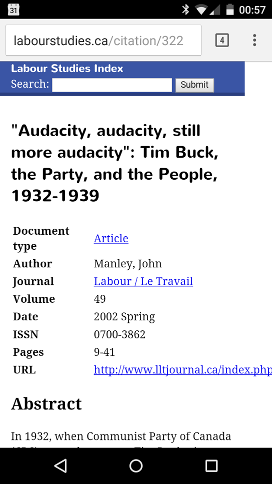 31
00:57
labourstudies.ca/citation/322
4
Labour Studies Index
Search:
Submit
"Audacity, audacity, still
more audacity": Tim Buck,
the Party, and the People,
1932-1939
Document
type
Article
Author
Manley, John
Journal
Labour / Le Travail
Volume
49
Date
2002 Spring
ISSN
0700-3862
Pages
9-41
URL
http://www.lltjournal.ca/index.php
Abstract
In 1932, when Communist Party of Canada